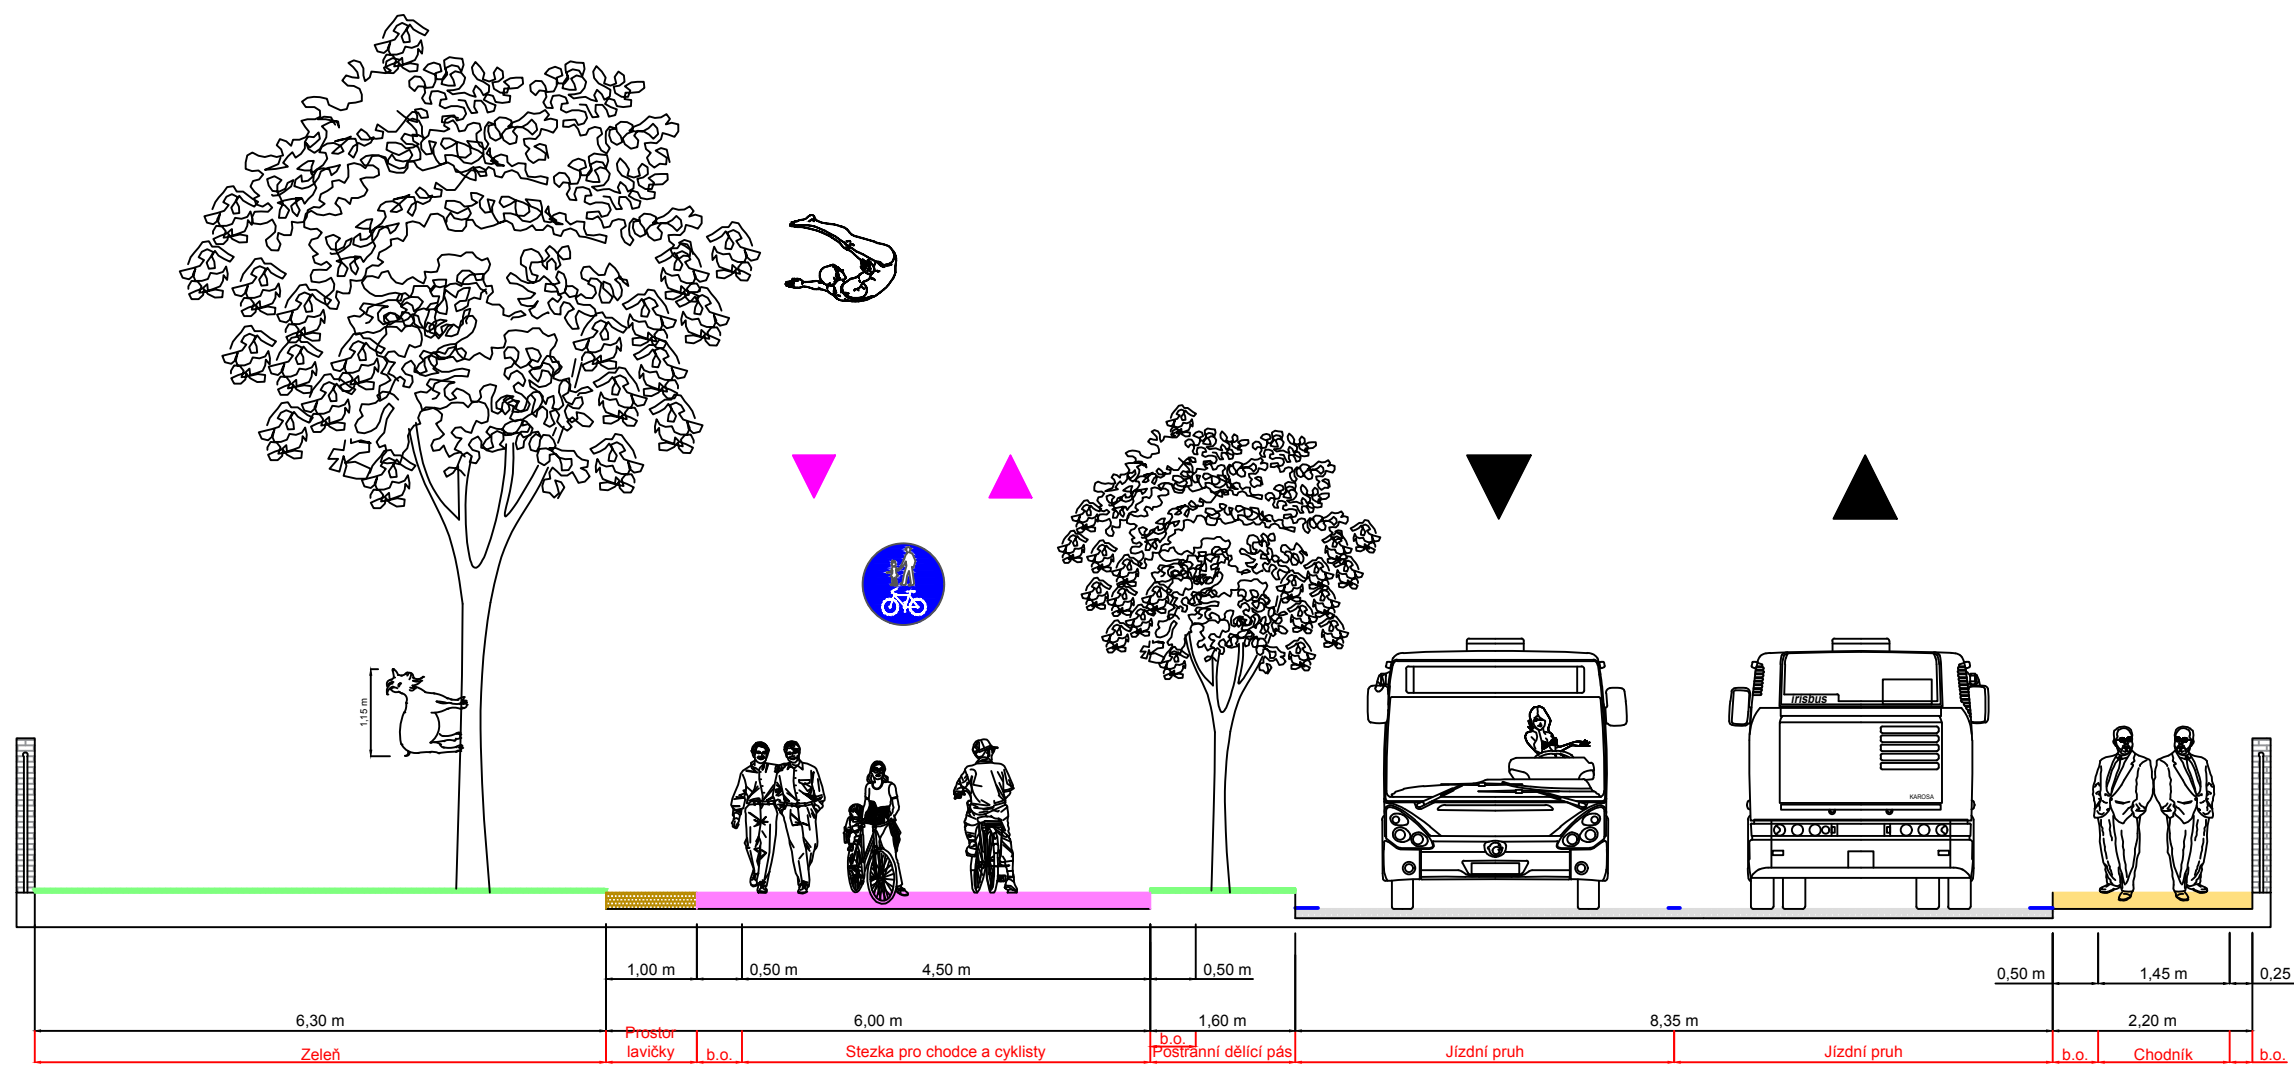 1,15 m
irisbus
KAROSA
1,00 m
0,50 m
4,50 m
0,50 m
0,50 m
1,45 m
0,25
6,30 m
6,00 m
1,60 m
8,35 m
2,20 m
Zeleň
Prostor
lavičky
b.o.
Stezka pro chodce a cyklisty
b.o.
Postranní dělící pás
Jízdní pruh
Jízdní pruh
b.o.
Chodník
b.o.